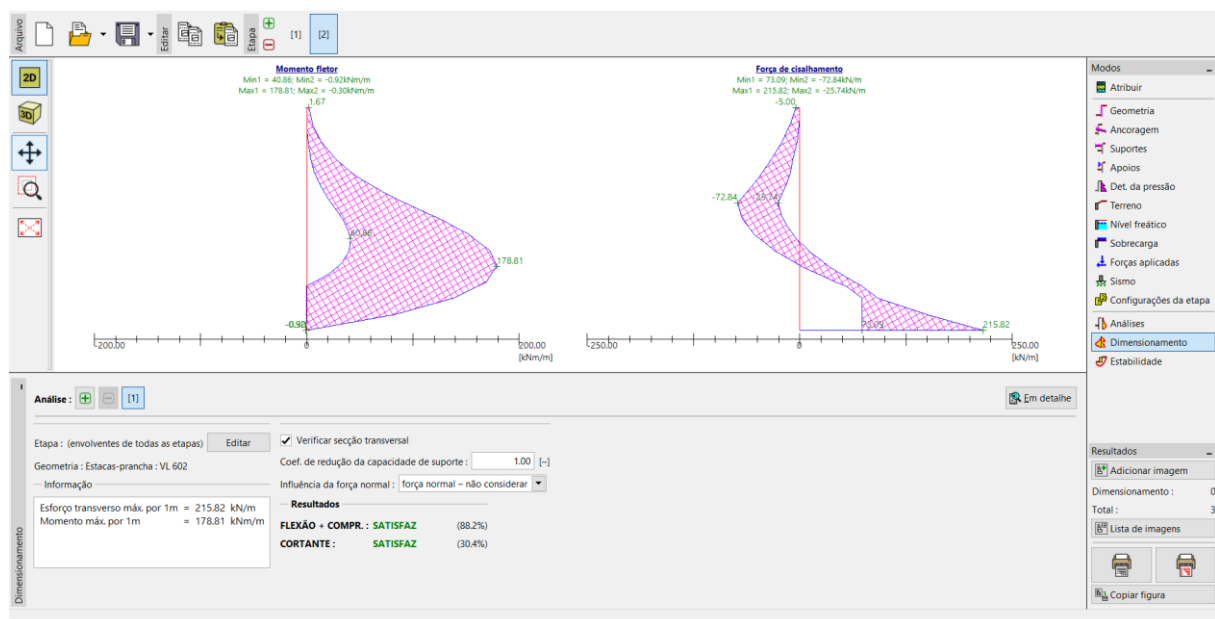 Arquivo
Editar
Etapa
[1]
[2]
2D
3D
Momento fletor
Min1 = 40.86; Min2 = -0.92kNm/m
Max1 = 178.81; Max2 = -0.30kNm/m
1.67
40.86
178.81
-200.00
0
200.00
[kNm/m]
Força de cisalhamento
Min1 = 73.09; Min2 = -72.84kN/m
Max1 = 215.82; Max2 = -25.74kN/m
-5.00
-72.84
-25.74
73.09
215.82
-250.00
0
250.00
[kN/m]
Modos
Atribuir
Geometria
Ancoragem
Suportes
Apoios
Det. da pressão
Terreno
Nível freático
Sobrecarga
Forças aplicadas
Sismo
Configurações da etapa
Análises
Dimensionamento
Estabilidade
Dimensionamento
Análise :
[1]
Em detalhe
Etapa : (envolventes de todas as etapas)
Editar
Geometria : Estacas-prancha : VL 602
Informação
Esforço transverso máx. por 1m = 215.82 kN/m
Momento máx. por 1m = 178.81 kNm/m
Verificar secção transversal
Coef. de redução da capacidade de suporte : 1.00 [–]
Influência da força normal : força normal – não considerar
Resultados
FLEXÃO + COMPR. : SATISFAZ (88.2%)
CORTANTE : SATISFAZ (30.4%)
Resultados
Adicionar imagem
Dimensionamento : 0
Total : 3
Lista de imagens
Copiar figura